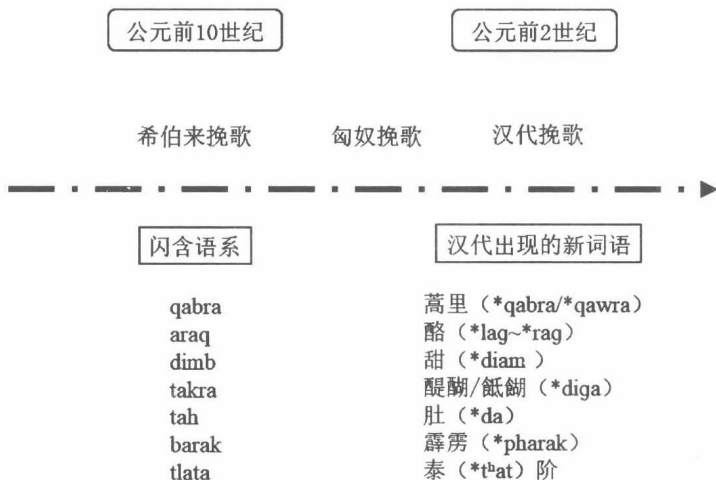 公元前10世纪 公元前2世纪
希伯来挽歌 匈奴挽歌 汉代挽歌
闪含语系 汉代出现的新词语
qabra 蒿里（*qabra/*qawra）
araq 酪（*lag~*rag）
dimb 甜（*diam ）
takra 醍醐/䬫餬（*diga）
tah 肚（*da）
barak 霹雳（*pharak）
tlata 泰（*tʰat）阶